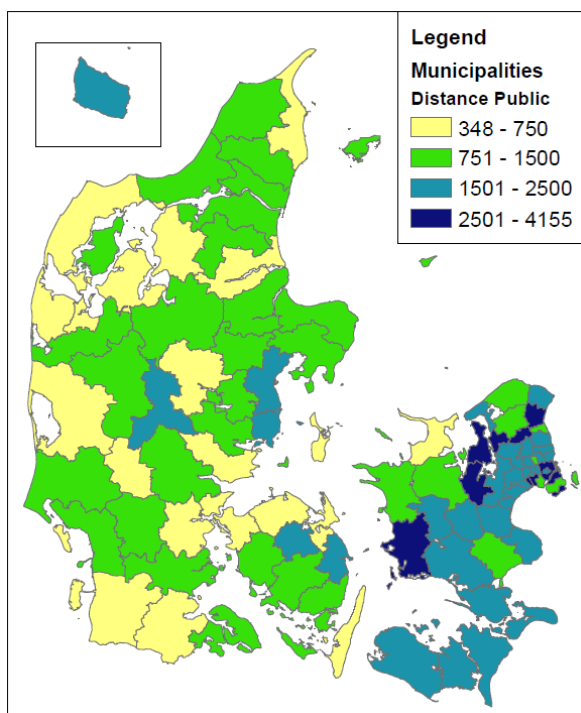 Legend
Municipalities
Distance Public
348 - 750
751 - 1500
1501 - 2500
2501 - 4155